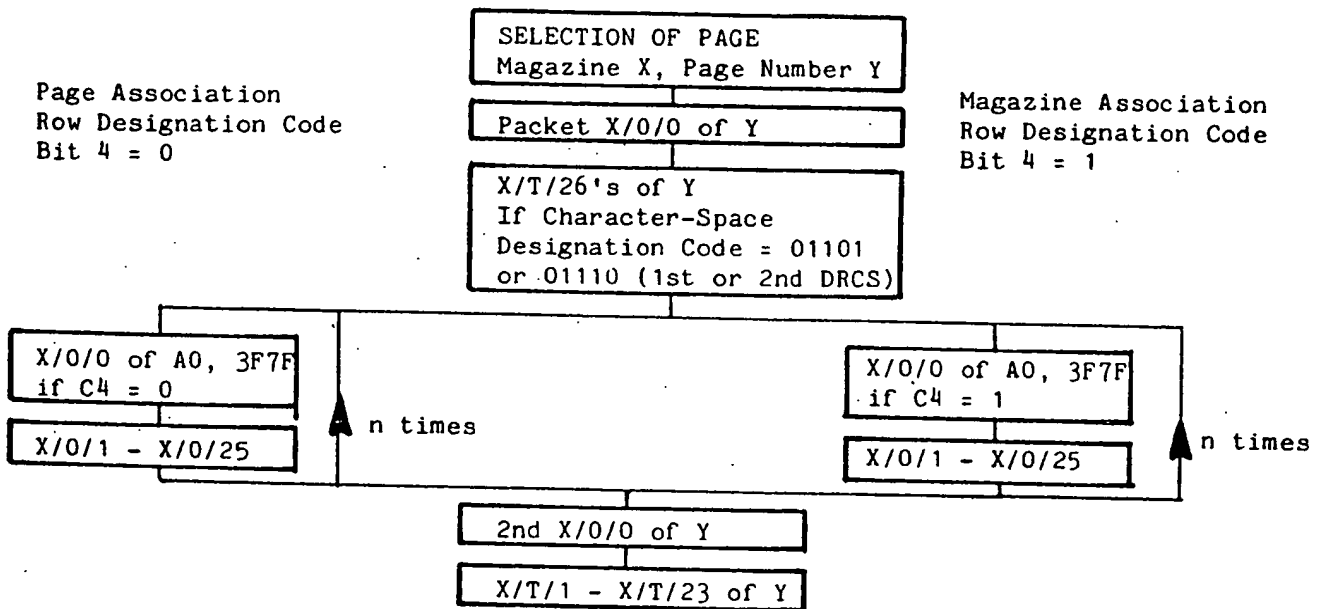 SELECTION OF PAGE
Magazine X, Page Number Y
Page Association
Row Designation Code
Bit 4 = 0
Packet X/0/0 of Y
Magazine Association
Row Designation Code
Bit 4 = 1
X/T/26's of Y
If Character-Space
Designation Code = 01101
or 01110 (1st or 2nd DRCS)
X/0/0 of A0, 3F7F
if C4 = 0
n times
X/0/1 - X/0/25
X/0/0 of A0, 3F7F
if C4 = 1
n times
X/0/1 - X/0/25
2nd X/0/0 of Y
X/T/1 - X/T/23 of Y